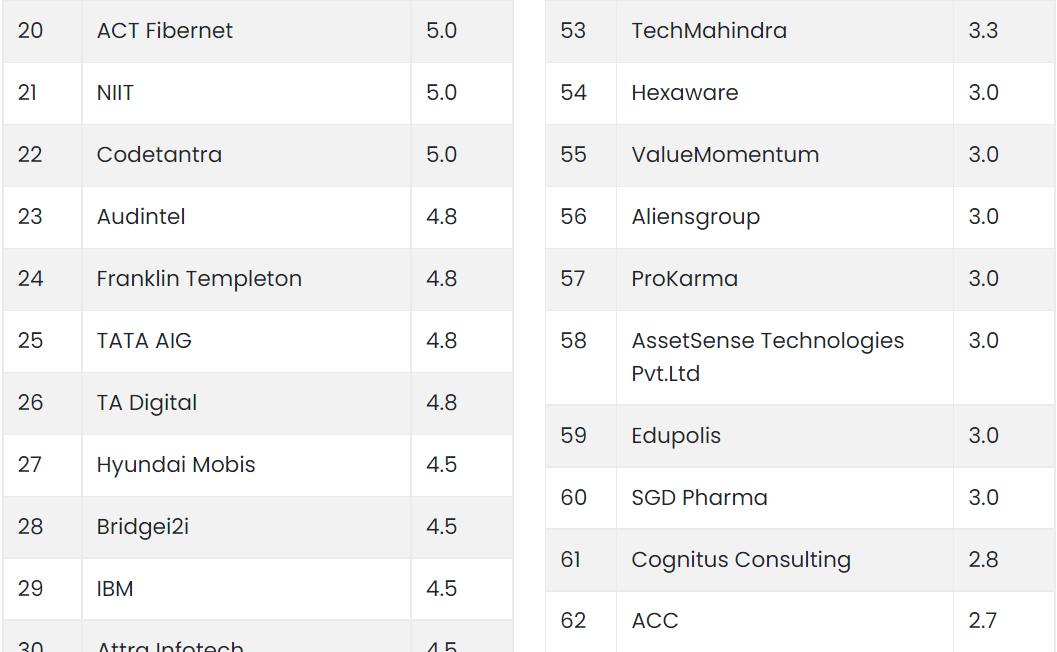 20 ACT Fibernet 5.0
21 NIIT 5.0
22 Codetantra 5.0
23 Audintel 4.8
24 Franklin Templeton 4.8
25 TATA AIG 4.8
26 TA Digital 4.8
27 Hyundai Mobis 4.5
28 Bridgei2i 4.5
29 IBM 4.5
30 Attra Infotech 4.5
53 TechMahindra 3.3
54 Hexaware 3.0
55 ValueMomentum 3.0
56 Aliensgroup 3.0
57 ProKarma 3.0
58 AssetSense Technologies 3.0
Pvt.Ltd
59 Edupolis 3.0
60 SGD Pharma 3.0
61 Cognitus Consulting 2.8
62 ACC 2.7